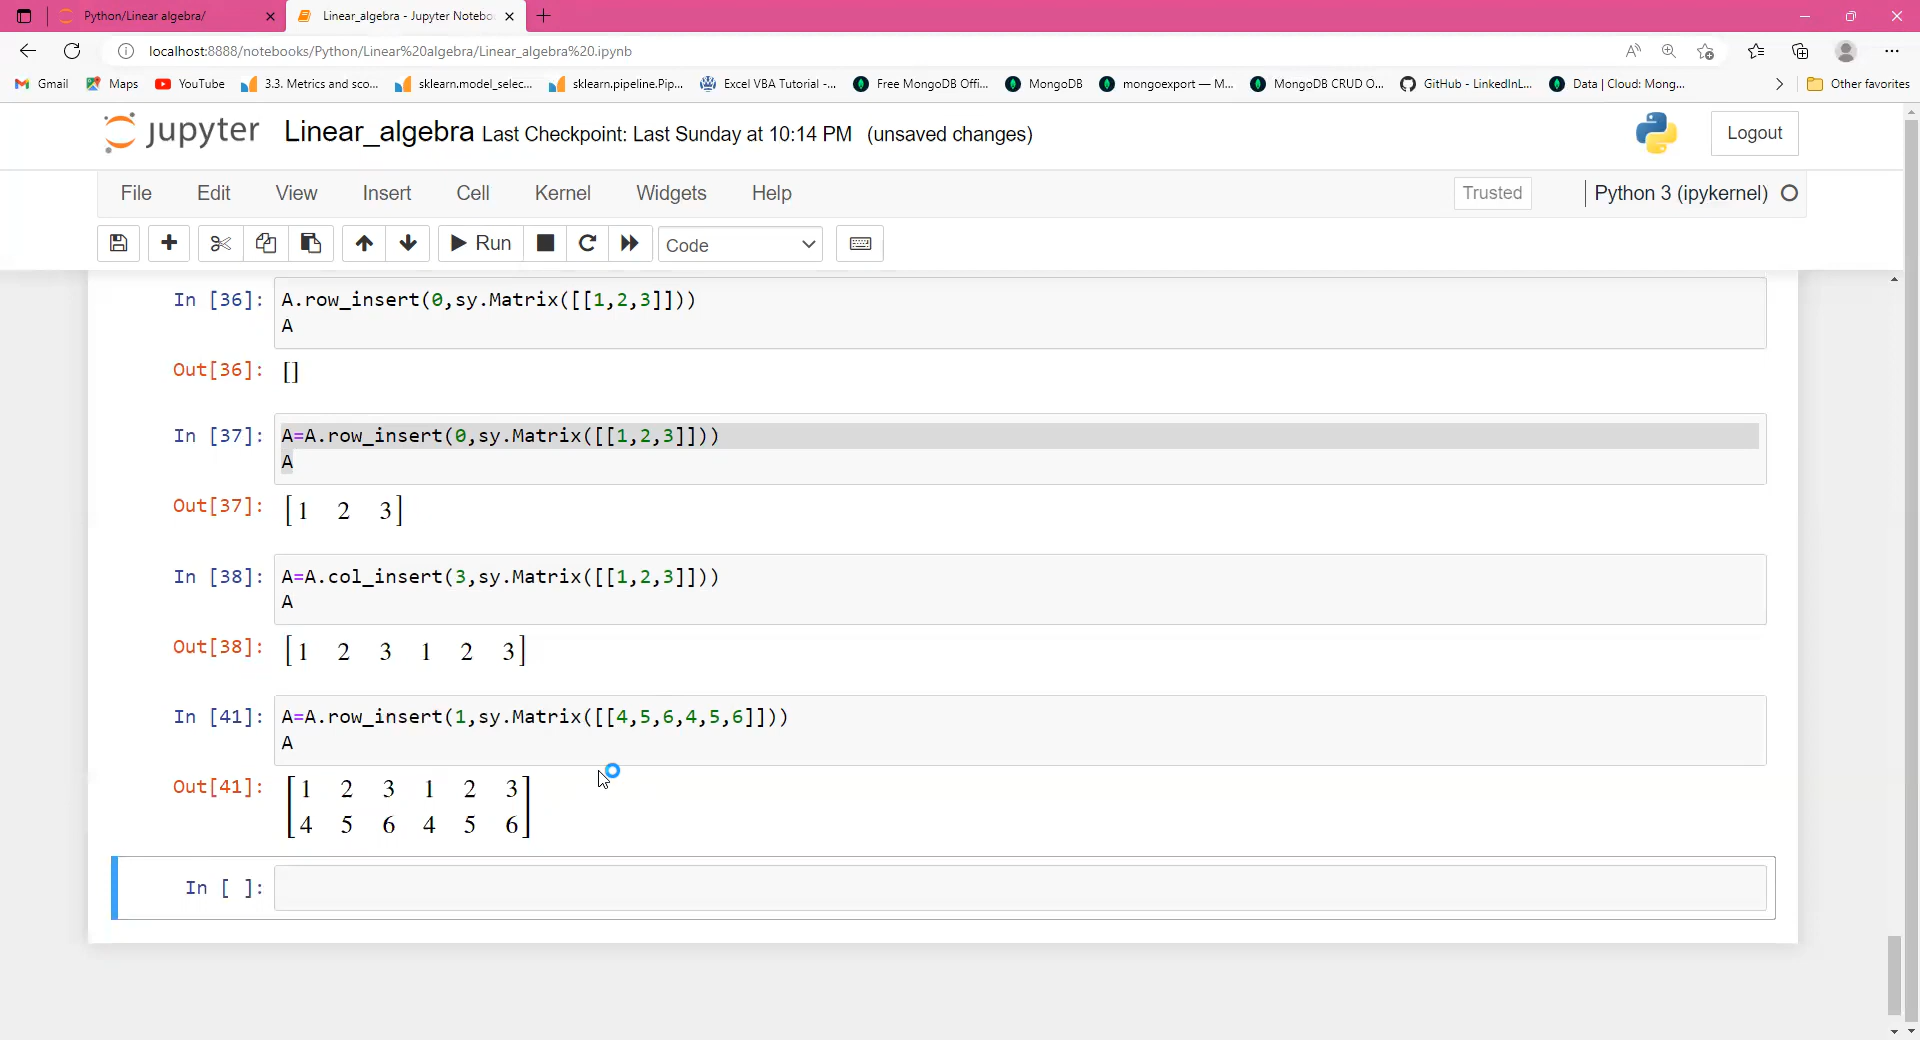 Python/Linear algebra/
Linear_algebra - Jupyter Notebo
localhost:8888/notebooks/Python/Linear%20algebra/Linear_algebra%20.ipynb
Gmail Maps YouTube 3.3. Metrics and sco... sklearn.model_selec... sklearn.pipeline.Pip... Excel VBA Tutorial -... Free MongoDB Offi... MongoDB mongoexport — M... MongoDB CRUD O... GitHub - LinkedInL... Data | Cloud: Mong... Other favorites
jupyter Linear_algebra Last Checkpoint: Last Sunday at 10:14 PM (unsaved changes) Logout
File Edit View Insert Cell Kernel Widgets Help Trusted Python 3 (ipykernel)
Run Code
In [36]: A.row_insert(0,sy.Matrix([[1,2,3]]))
A
Out[36]: []
In [37]: A=A.row_insert(0,sy.Matrix([[1,2,3]]))
A
Out[37]: [1 2 3]
In [38]: A=A.col_insert(3,sy.Matrix([[1,2,3]]))
A
Out[38]: [1 2 3 1 2 3]
In [41]: A=A.row_insert(1,sy.Matrix([[4,5,6,4,5,6]]))
A
Out[41]: [1 2 3 1 2 3]
[4 5 6 4 5 6]
In [ ]: